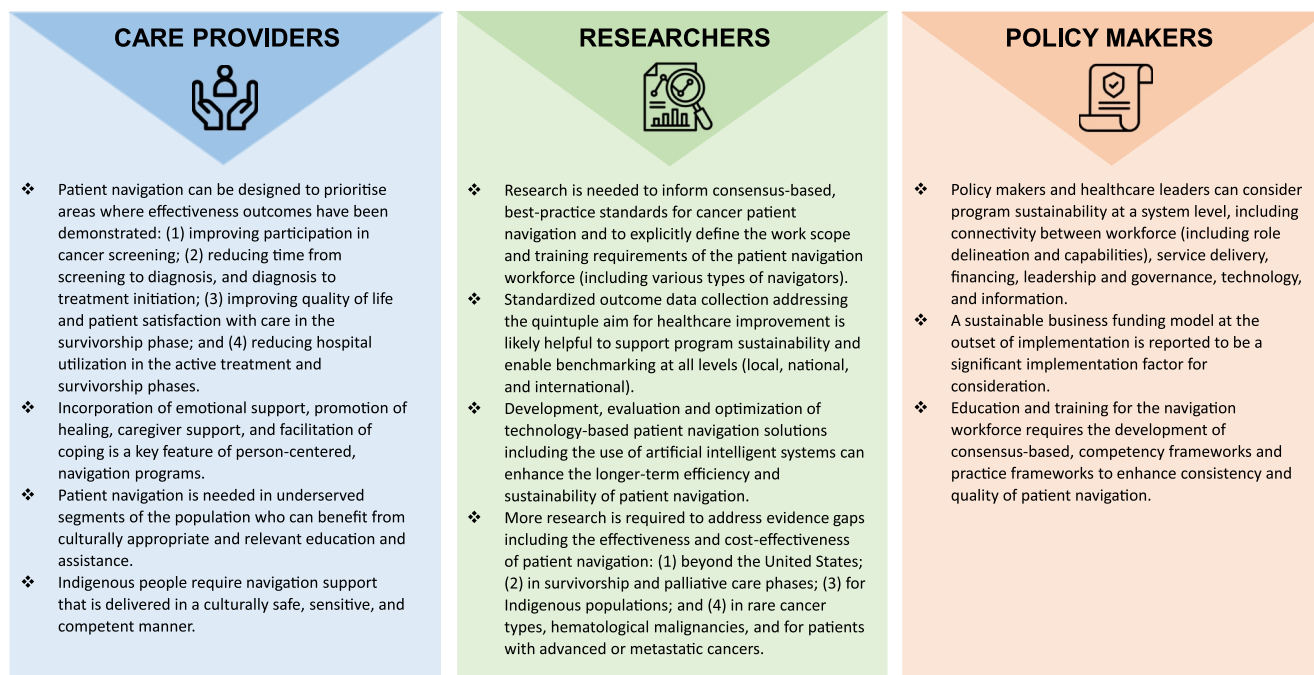 CARE PROVIDERS
❖ Patient navigation can be designed to prioritise
areas where effectiveness outcomes have been
demonstrated: (1) improving participation in
cancer screening; (2) reducing time from
screening to diagnosis, and diagnosis to
treatment initiation; (3) improving quality of life
and patient satisfaction with care in the
survivorship phase; and (4) reducing hospital
utilization in the active treatment and
survivorship phases.
❖ Incorporation of emotional support, promotion of
healing, caregiver support, and facilitation of
coping is a key feature of person-centered,
navigation programs.
❖ Patient navigation is needed in underserved
segments of the population who can benefit from
culturally appropriate and relevant education and
assistance.
❖ Indigenous people require navigation support
that is delivered in a culturally safe, sensitive, and
competent manner.
RESEARCHERS
❖ Research is needed to inform consensus-based,
best-practice standards for cancer patient
navigation and to explicitly define the work scope
and training requirements of the patient navigation
workforce (including various types of navigators).
❖ Standardized outcome data collection addressing
the quintuple aim for healthcare improvement is
likely helpful to support program sustainability and
enable benchmarking at all levels (local, national,
and international).
❖ Development, evaluation and optimization of
technology-based patient navigation solutions
including the use of artificial intelligent systems can
enhance the longer-term efficiency and
sustainability of patient navigation.
❖ More research is required to address evidence gaps
including the effectiveness and cost-effectiveness
of patient navigation: (1) beyond the United States;
(2) in survivorship and palliative care phases; (3) for
Indigenous populations; and (4) in rare cancer
types, hematological malignancies, and for patients
with advanced or metastatic cancers.
POLICY MAKERS
❖ Policy makers and healthcare leaders can consider
program sustainability at a system level, including
connectivity between workforce (including role
delineation and capabilities), service delivery,
financing, leadership and governance, technology,
and information.
❖ A sustainable business funding model at the
outset of implementation is reported to be a
significant implementation factor for
consideration.
❖ Education and training for the navigation
workforce requires the development of
consensus-based, competency frameworks and
practice frameworks to enhance consistency and
quality of patient navigation.